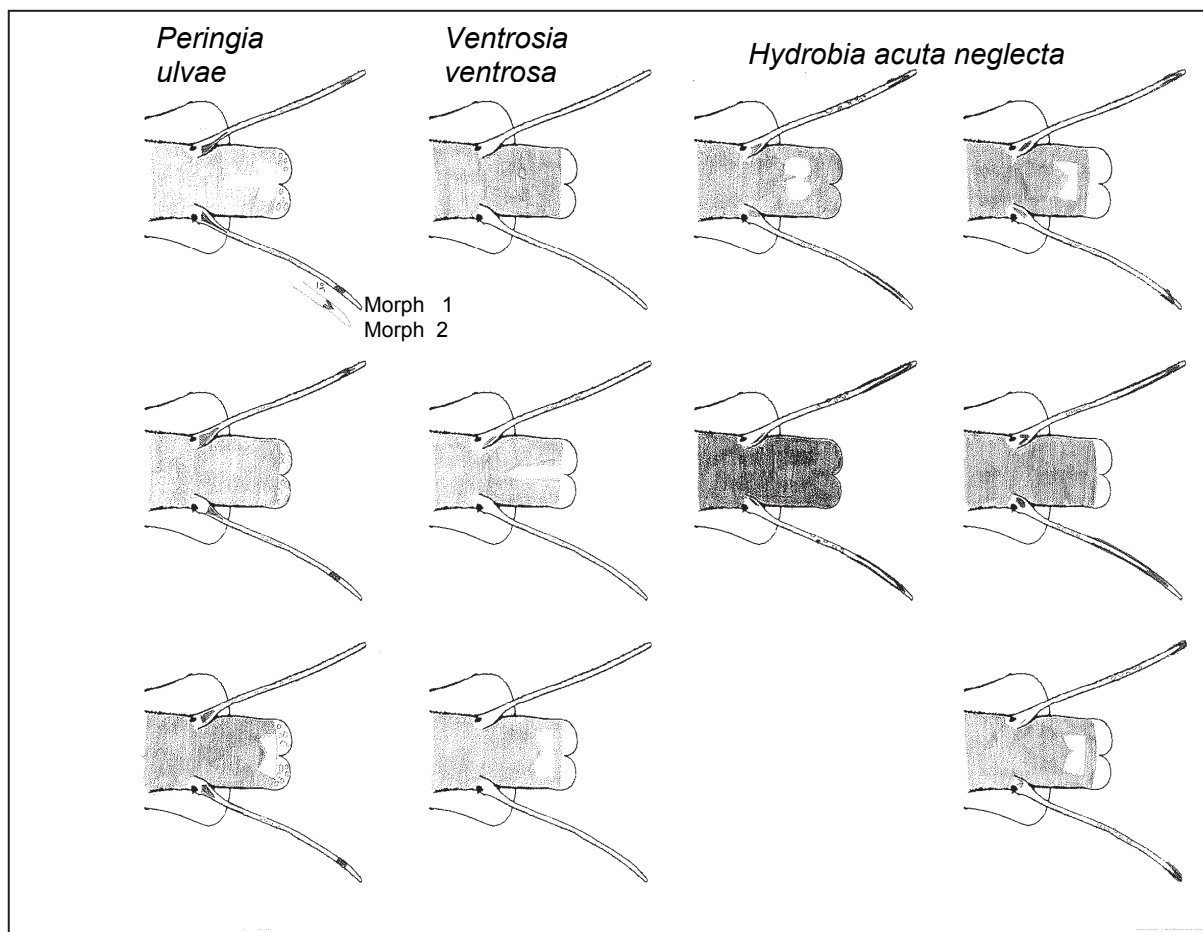 Peringia
ulvae
Ventrosia
ventrosa
Hydrobia acuta neglecta
Morph 1
Morph 2